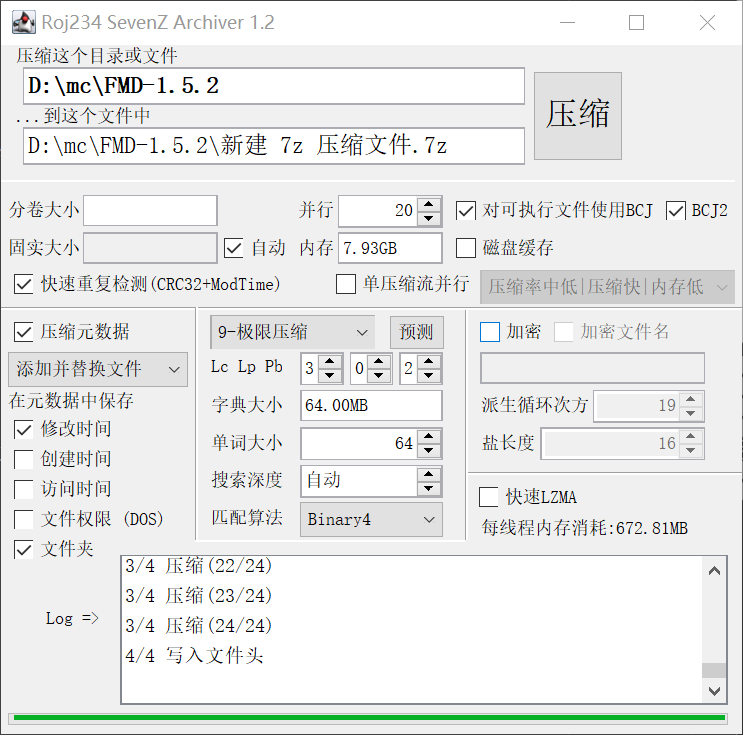 Roj234 SevenZ Archiver 1.2
压缩这个目录或文件
D:\mc\FMD-1.5.2
...到这个文件中
D:\mc\FMD-1.5.2\新建 7z 压缩文件.7z
压缩
分卷大小 并行 20 对可执行文件使用BCJ BCJ2
固实大小 自动 内存 7.93GB 磁盘缓存
快速重复检测(CRC32+ModTime) 单压缩流并行 压缩率中低|压缩快|内存低
压缩元数据 9-极限压缩 预测 加密 加密文件名
添加并替换文件 Lc Lp Pb 3 0 2
在元数据中保存 字典大小 64.00MB 派生循环次方 19
修改时间 单词大小 64 盐长度 16
创建时间
访问时间 搜索深度 自动 快速LZMA
文件权限 (DOS) 匹配算法 Binary4 每线程内存消耗:672.81MB
文件夹
Log =>
3/4 压缩(22/24)
3/4 压缩(23/24)
3/4 压缩(24/24)
4/4 写入文件头